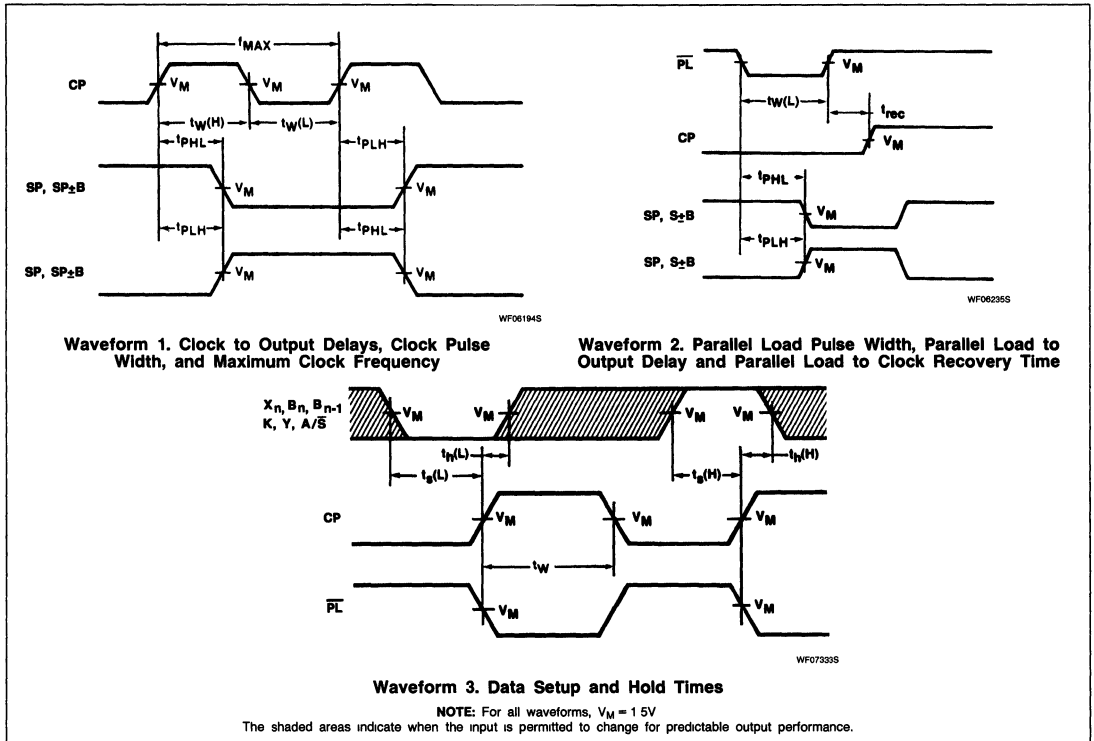 fMAX
CP
VM
VM
VM
tW(H)
tW(L)
tPHL
tPLH
SP, SP±B
VM
VM
tPLH
tPHL
SP, SP±B
VM
VM
WF06194S
Waveform 1. Clock to Output Delays, Clock Pulse
Width, and Maximum Clock Frequency
PL
VM
tW(L)
trec
CP
VM
tPHL
SP, S±B
VM
tPLH
SP, S±B
VM
WF06235S
Waveform 2. Parallel Load Pulse Width, Parallel Load to
Output Delay and Parallel Load to Clock Recovery Time
Xn, Bn, Bn-1
K, Y, A/S
VM
VM
VM
VM
th(L)
th(H)
ts(L)
ts(H)
CP
VM
VM
VM
tW
PL
VM
VM
WF07333S
Waveform 3. Data Setup and Hold Times
NOTE: For all waveforms, VM = 1 5V
The shaded areas indicate when the input is permitted to change for predictable output performance.